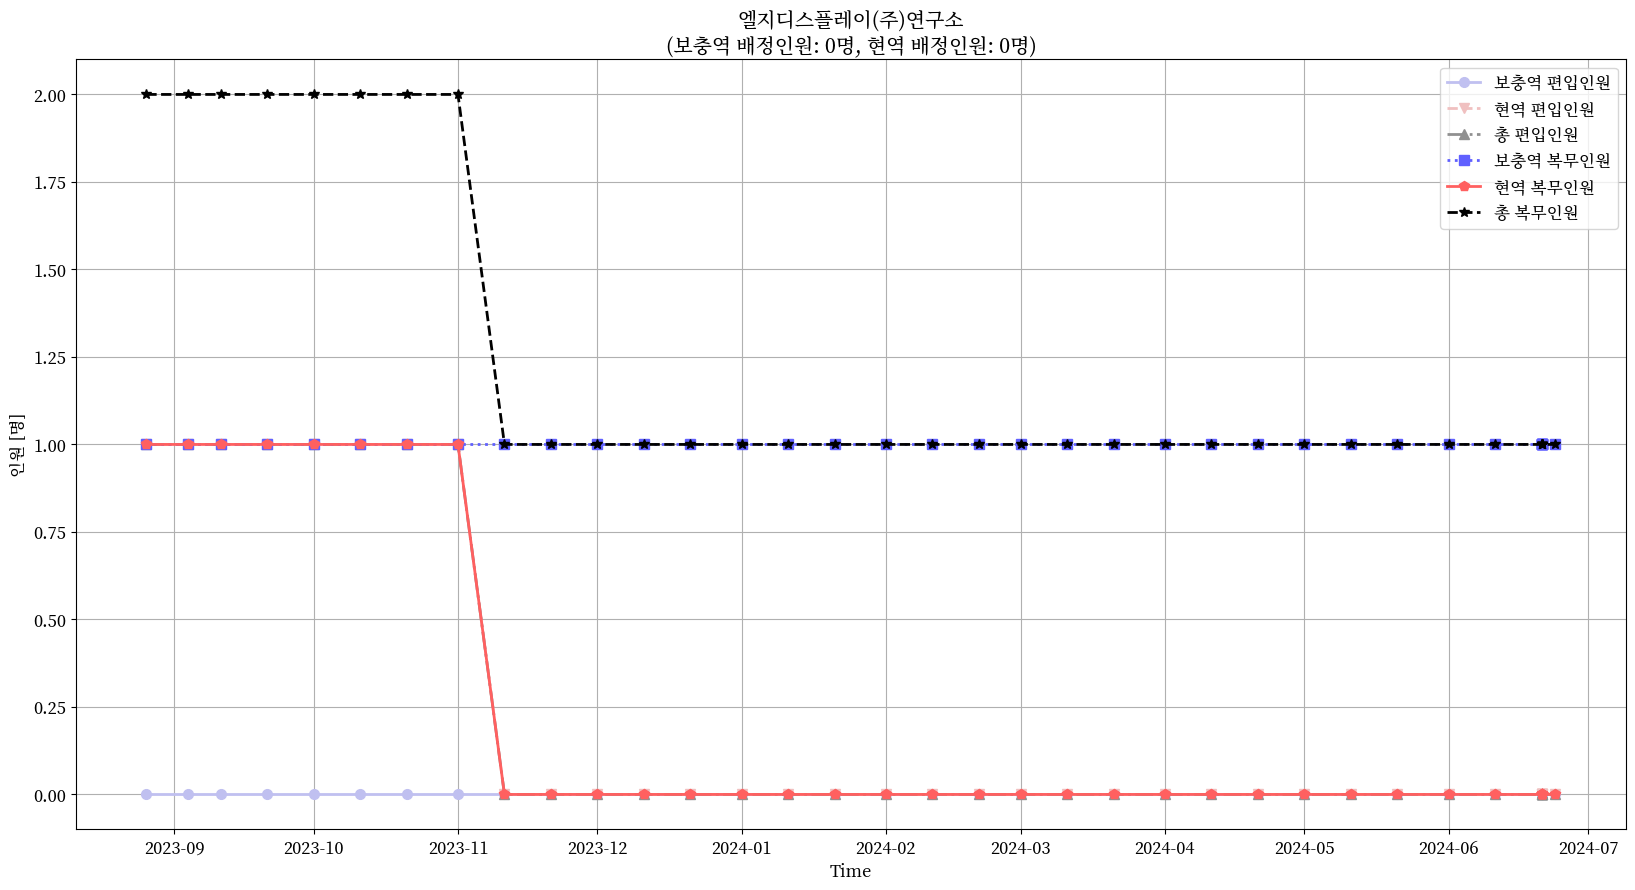 엘지디스플레이(주)연구소
(보충역 배정인원: 0명, 현역 배정인원: 0명)
보충역 편입인원
현역 편입인원
총 편입인원
보충역 복무인원
현역 복무인원
총 복무인원
인원 [명]
2.00
1.75
1.50
1.25
1.00
0.75
0.50
0.25
0.00
2023-09 2023-10 2023-11 2023-12 2024-01 2024-02 2024-03 2024-04 2024-05 2024-06 2024-07
Time